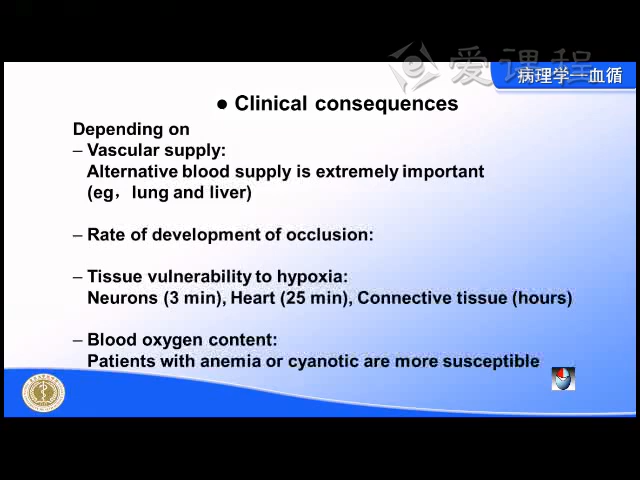 爱课程
病理学—血循
● Clinical consequences
Depending on
– Vascular supply:
Alternative blood supply is extremely important
(eg，lung and liver)
– Rate of development of occlusion:
– Tissue vulnerability to hypoxia:
Neurons (3 min), Heart (25 min), Connective tissue (hours)
– Blood oxygen content:
Patients with anemia or cyanotic are more susceptible